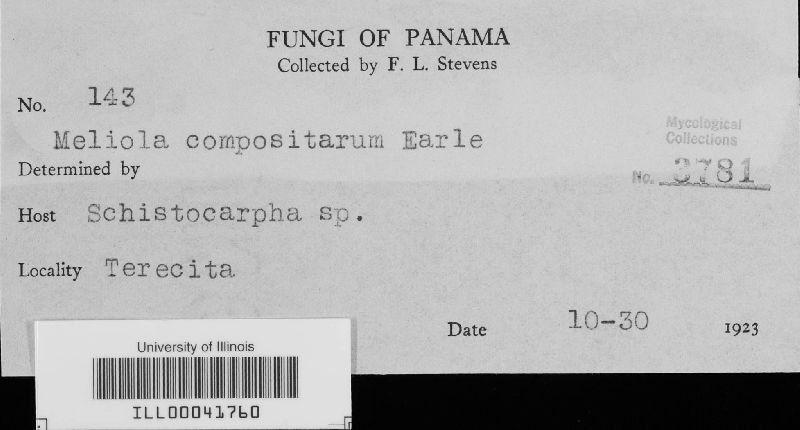 FUNGI OF PANAMA
Collected by F. L. Stevens
No. 143
Meliola compositarum Earle
Mycological
Collections
No. 3781
Determined by
Host Schistocarpha sp.
Locality Terecita
Date 10-30 1923
University of Illinois
ILL00041760